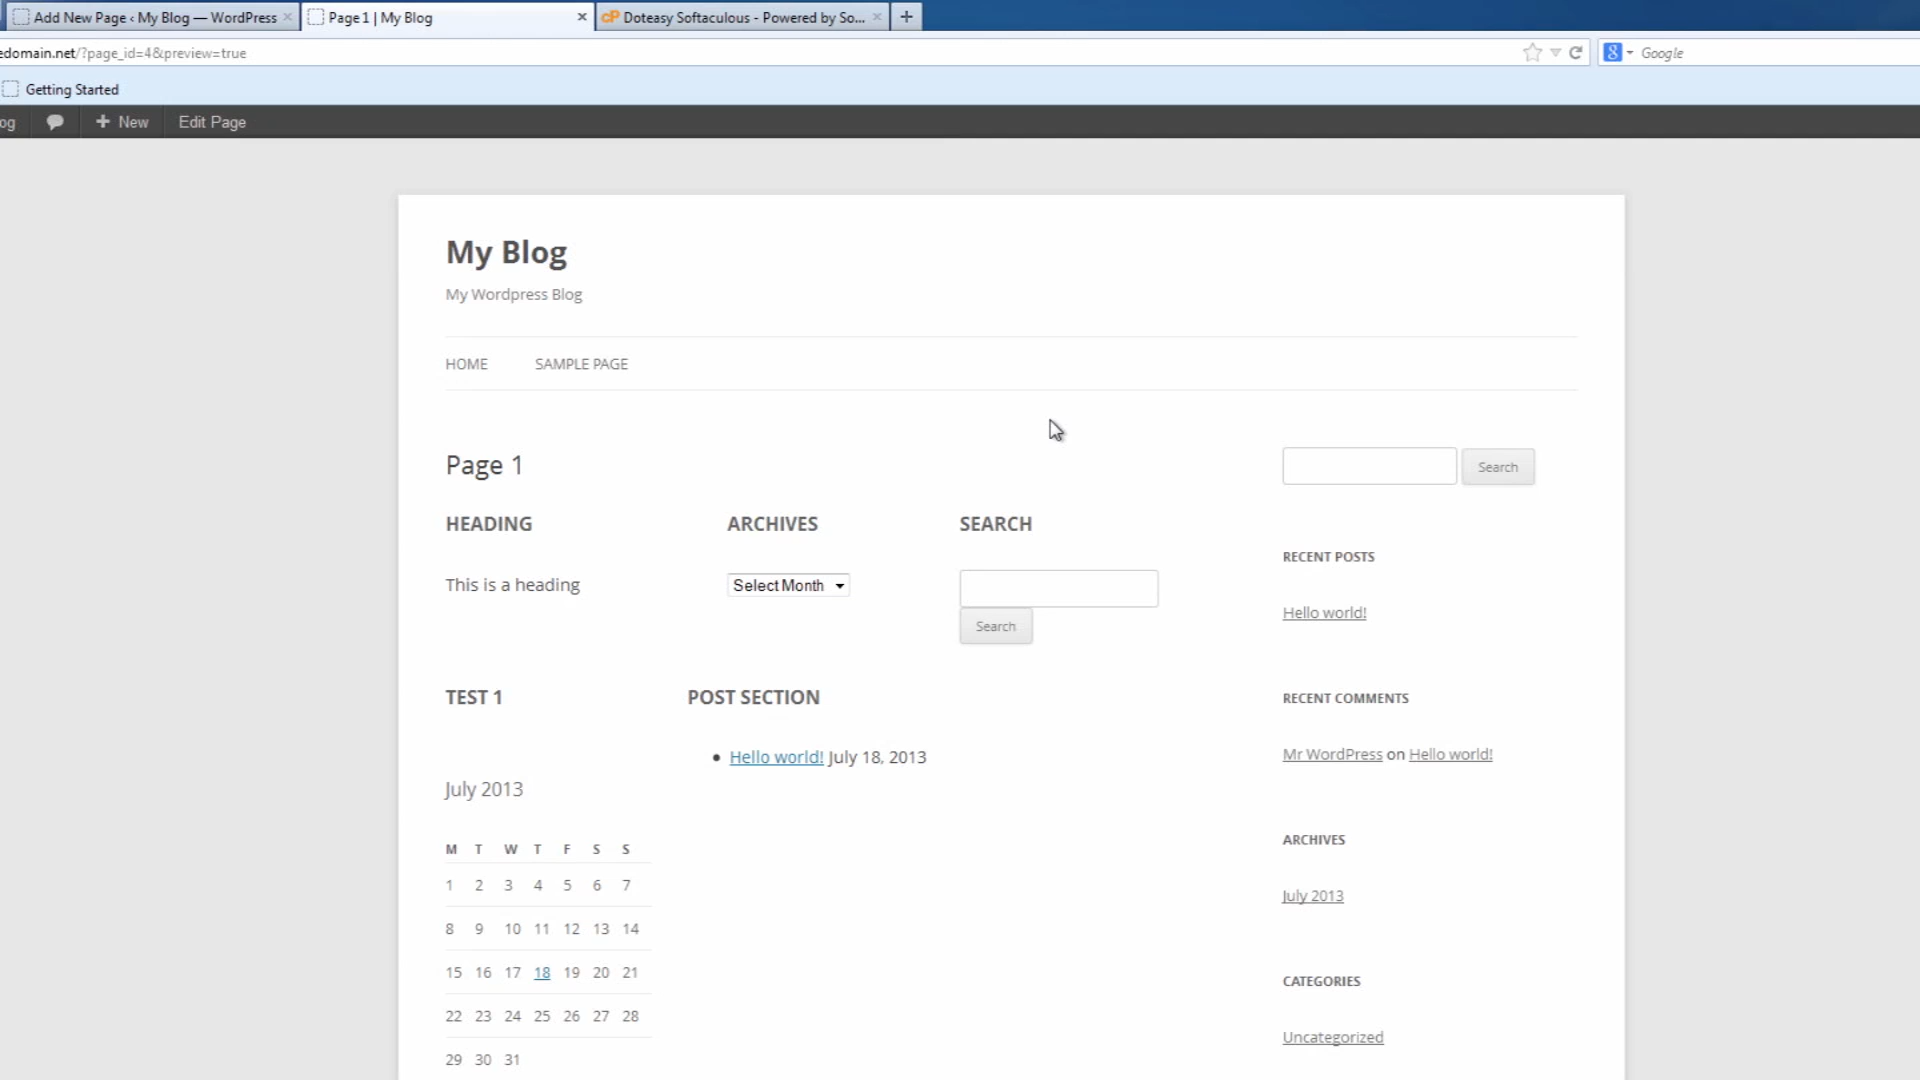 Add New Page ‹ My Blog — WordPress
Page 1 | My Blog
cP Doteasy Softaculous - Powered by So...
edomain.net/?page_id=4&preview=true
8 Google
Getting Started
og
New
Edit Page
My Blog
My Wordpress Blog
HOME SAMPLE PAGE
Page 1
HEADING
This is a heading
ARCHIVES
Select Month
SEARCH
Search
TEST 1
July 2013
M T W T F S S
1 2 3 4 5 6 7
8 9 10 11 12 13 14
15 16 17 18 19 20 21
22 23 24 25 26 27 28
29 30 31
POST SECTION
Hello world! July 18, 2013
Search
RECENT POSTS
Hello world!
RECENT COMMENTS
Mr WordPress on Hello world!
ARCHIVES
July 2013
CATEGORIES
Uncategorized